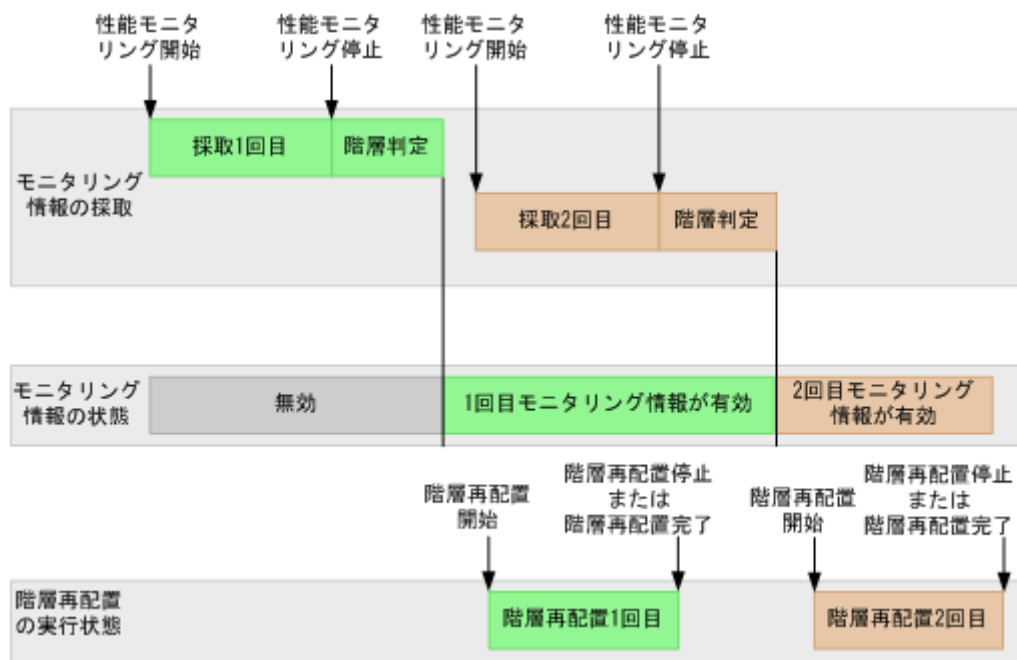 性能モニタ
リング開始
性能モニタ
リング停止
性能モニタ
リング開始
性能モニタ
リング停止
モニタリング
情報の採取
採取1回目
階層判定
採取2回目
階層判定
モニタリング
情報の状態
無効
1回目モニタリング情報が有効
2回目モニタリング
情報が有効
階層再配置
開始
階層再配置停止
または
階層再配置完了
階層再配置
開始
階層再配置停止
または
階層再配置完了
階層再配置
の実行状態
階層再配置1回目
階層再配置2回目